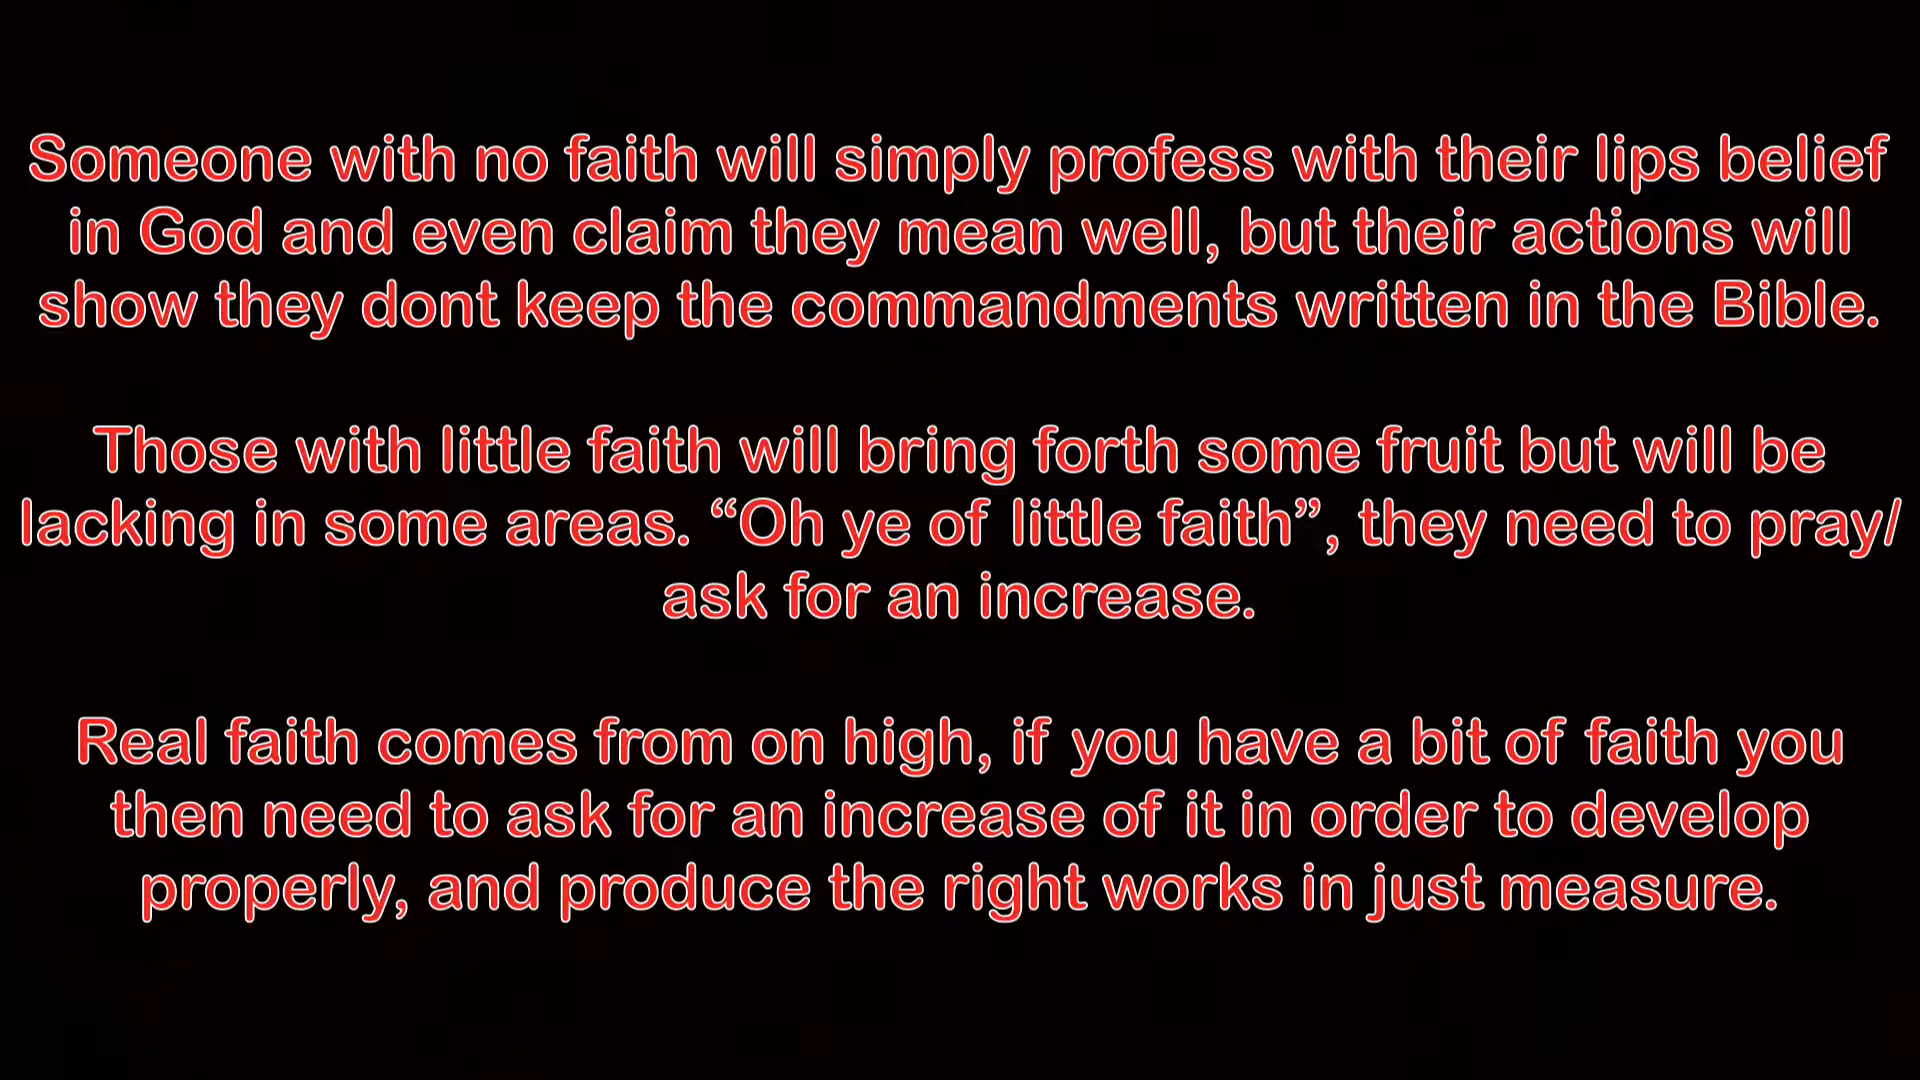 Someone with no faith will simply profess with their lips belief
in God and even claim they mean well, but their actions will
show they dont keep the commandments written in the Bible.
Those with little faith will bring forth some fruit but will be
lacking in some areas. “Oh ye of little faith”, they need to pray/
ask for an increase.
Real faith comes from on high, if you have a bit of faith you
then need to ask for an increase of it in order to develop
properly, and produce the right works in just measure.